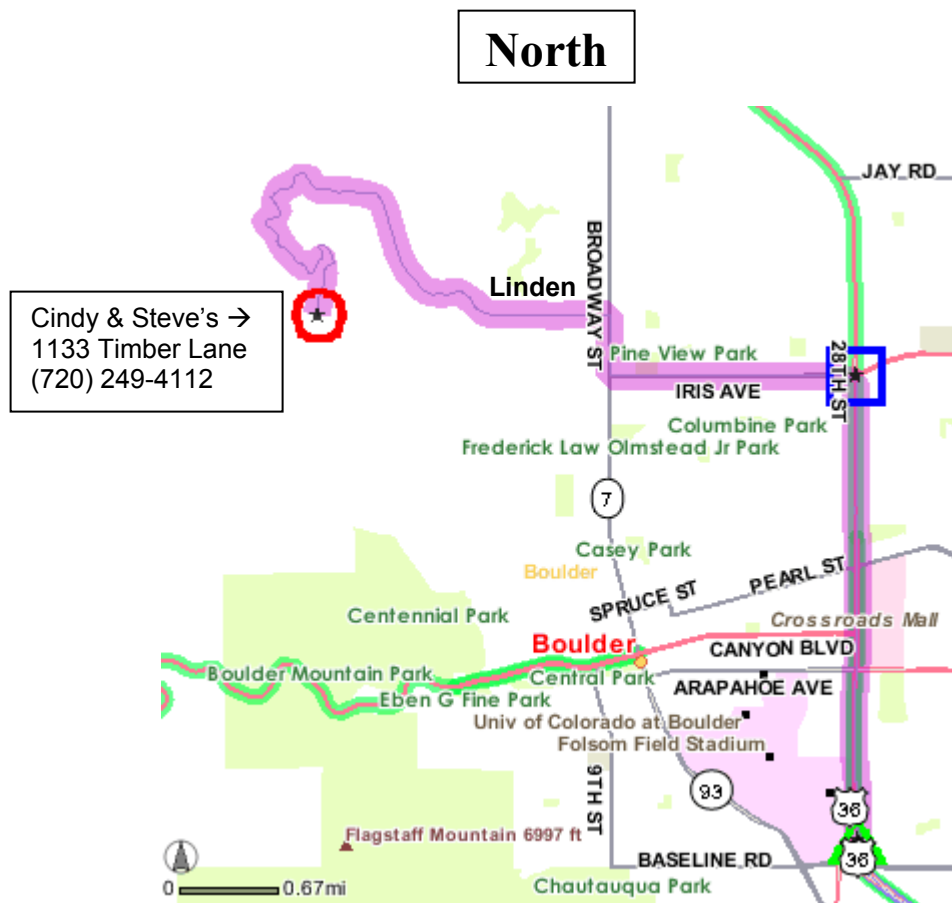 North
JAY RD
BROADWAY ST
Linden
Cindy & Steve's →
1133 Timber Lane
(720) 249-4112
Pine View Park
28TH ST
IRIS AVE
Columbine Park
Frederick Law Olmstead Jr Park
7
Casey Park
Boulder
SPRUCE ST
PEARL ST
Centennial Park
Crossroads Mall
Boulder
CANYON BLVD
Boulder Mountain Park
Central Park
ARAPAHOE AVE
Eben G Fine Park
Univ of Colorado at Boulder
Folsom Field Stadium
9TH ST
93
36
Flagstaff Mountain 6997 ft
36
BASELINE RD
0 0.67mi
Chautauqua Park